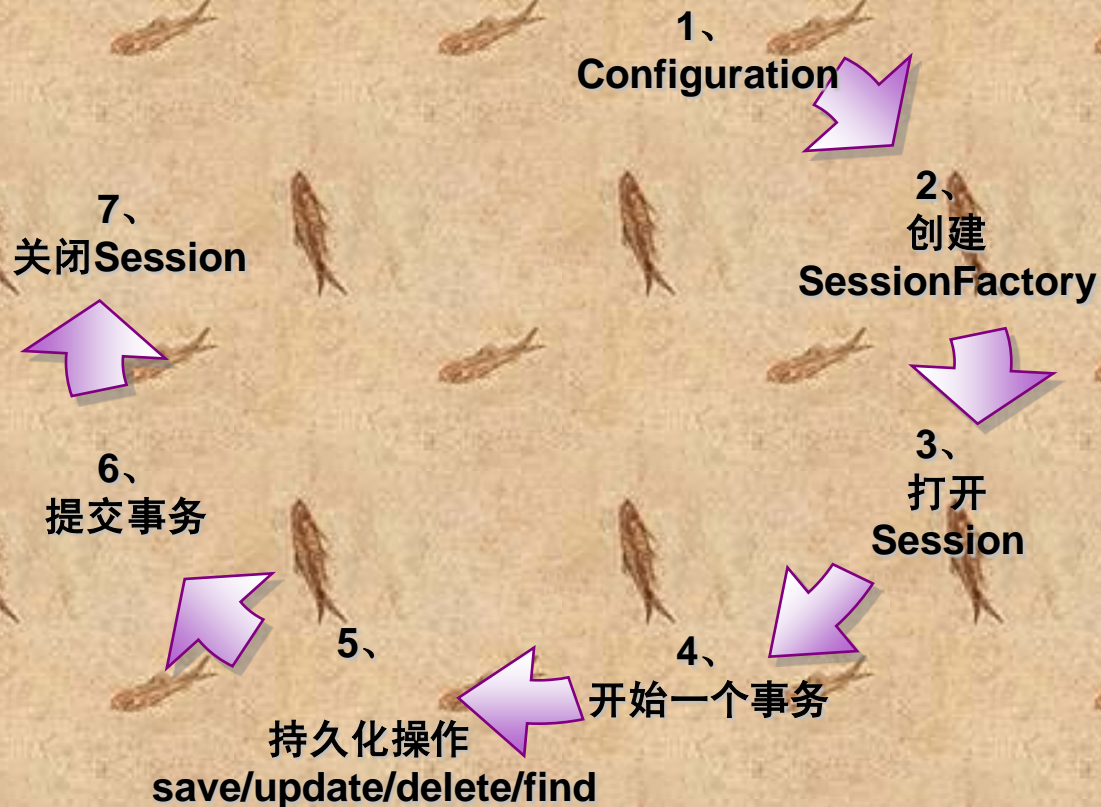 1、
Configuration
2、
创建
SessionFactory
3、
打开
Session
4、
开始一个事务
5、
持久化操作
save/update/delete/find
6、
提交事务
7、
关闭Session